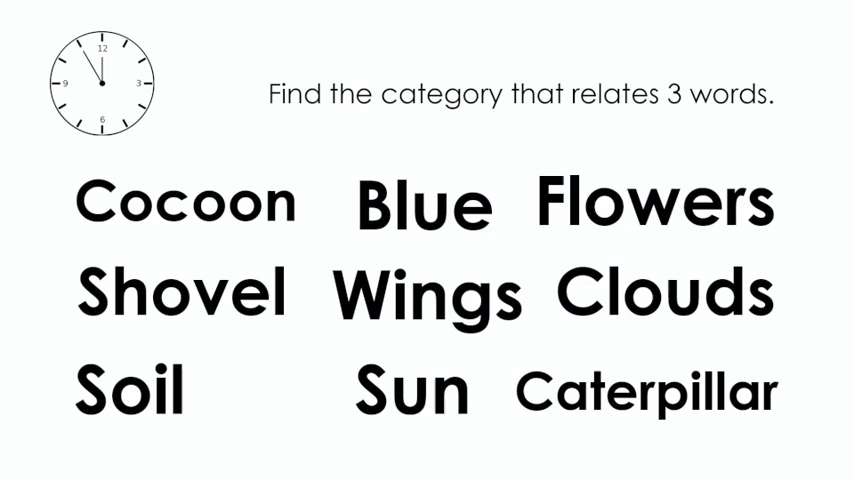 12
9 3
6
Find the category that relates 3 words.
Cocoon Blue Flowers
Shovel Wings Clouds
Soil Sun Caterpillar